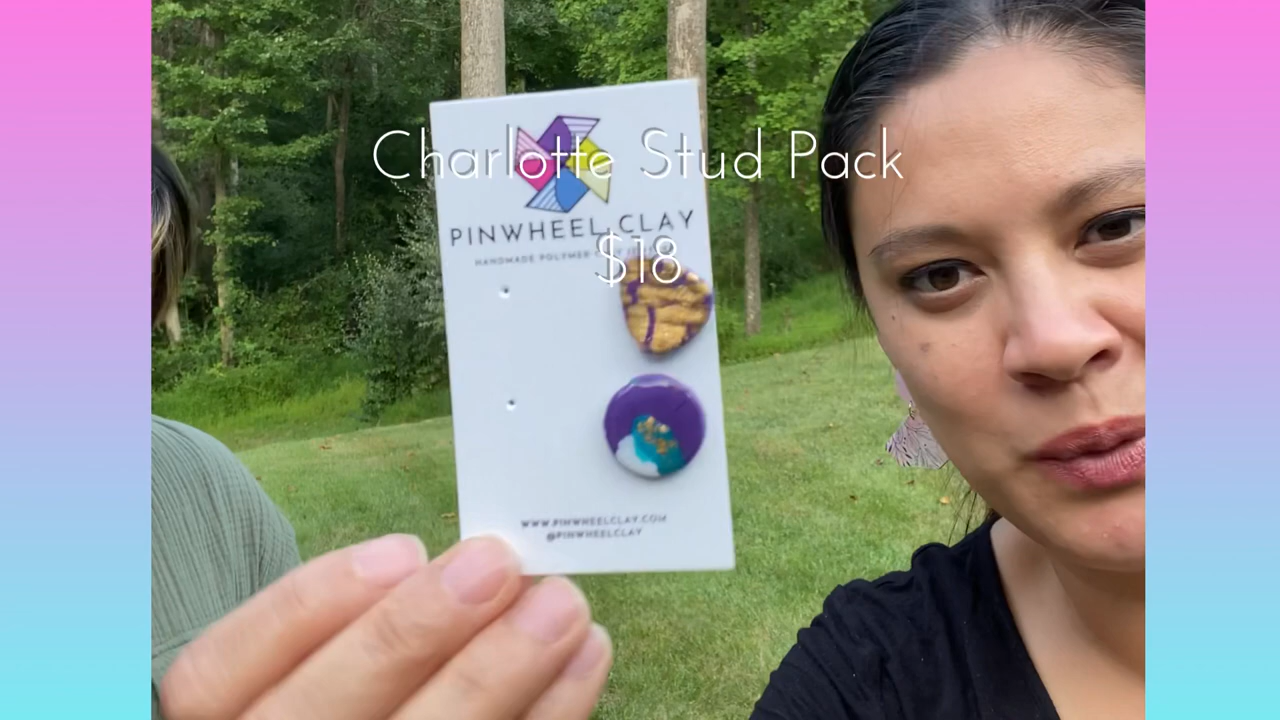 Charlotte Stud Pack
PINWHEEL CLAY
$18
HANDMADE POLYMER
WWW.PINWHEELCLAY.COM
@PINWHEELCLAY